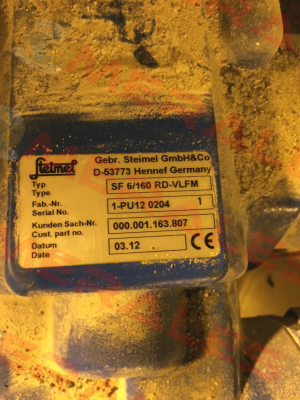 Steimel
Gebr. Steimel GmbH&Co
D-53773 Hennef Germany
Typ
Type
SF 6/160 RD-VLFM
Fab.-Nr.
Serial No.
1-PU12 0204 1
Kunden Sach-Nr.
Cust. part no.
000.001.163.807
Datum
Date
03.12
CE